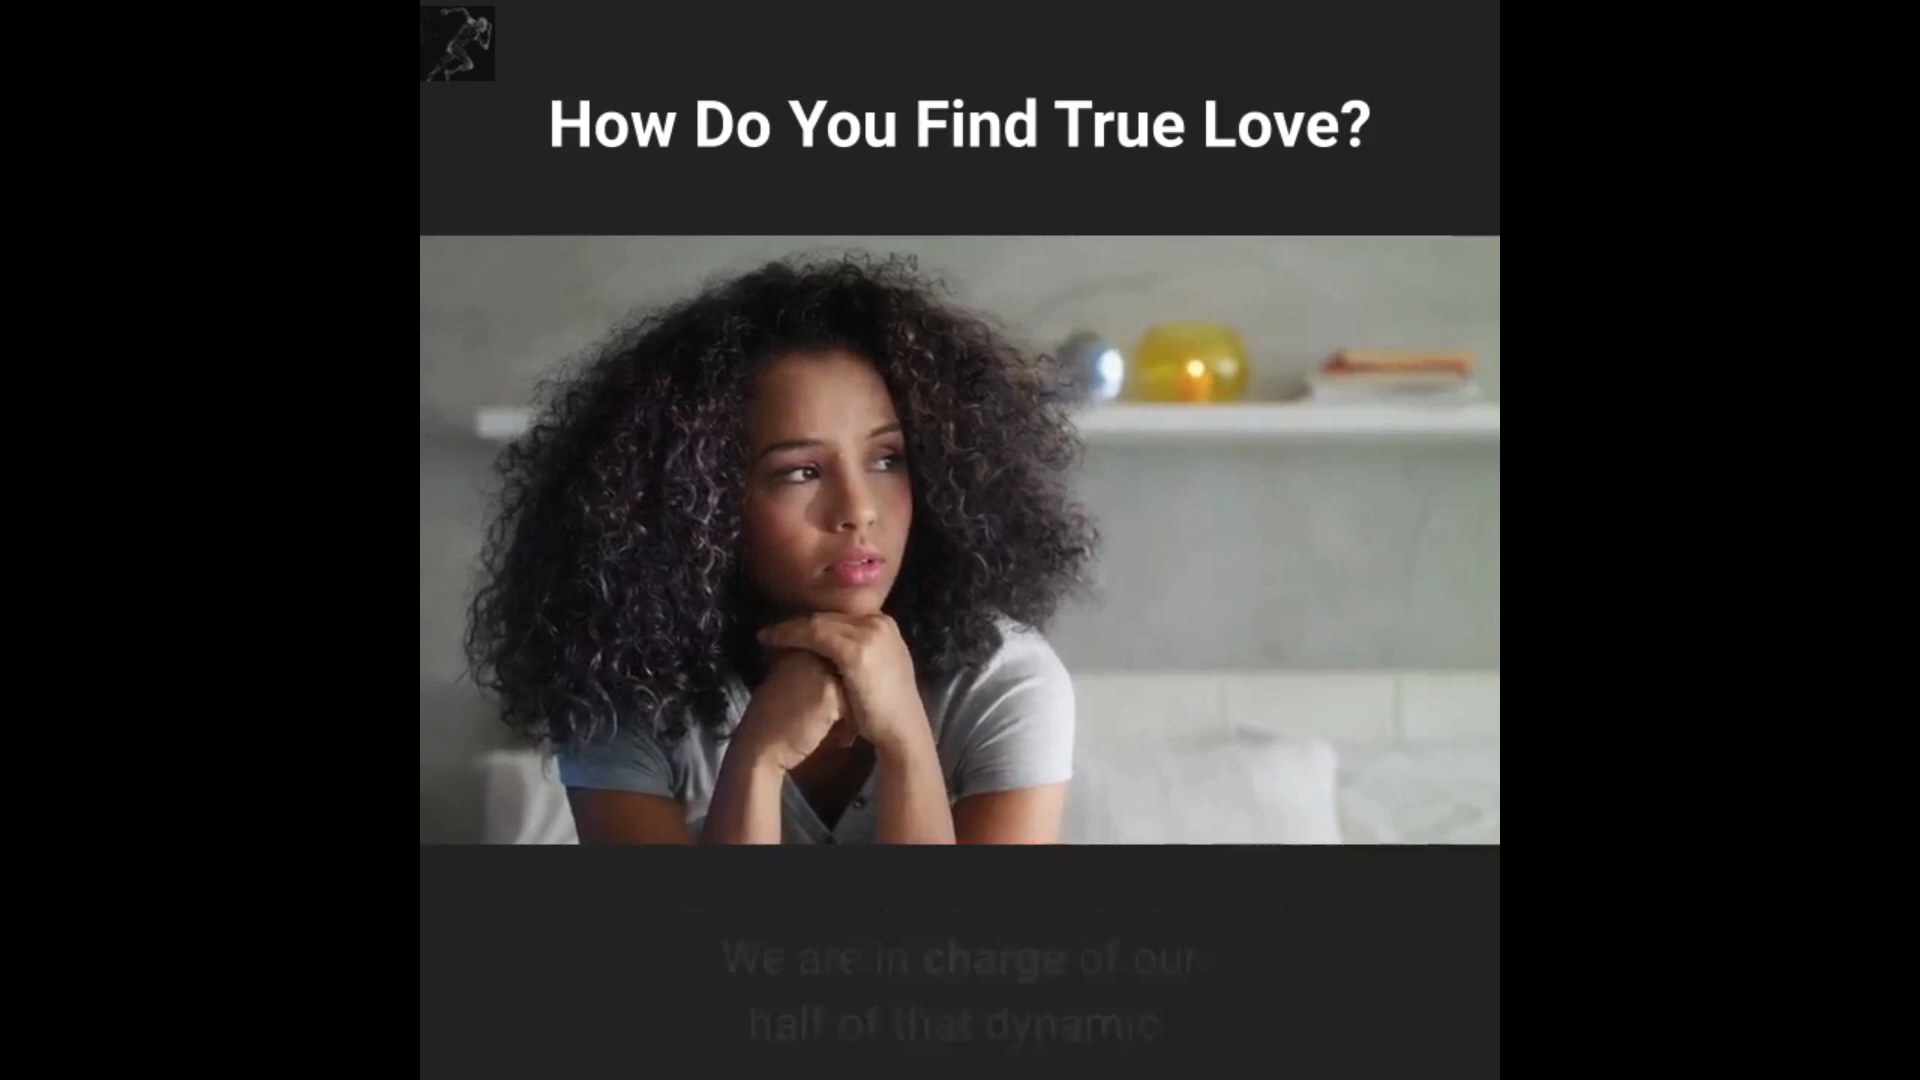 How Do You Find True Love?
We are in charge of our
half of that dynamic